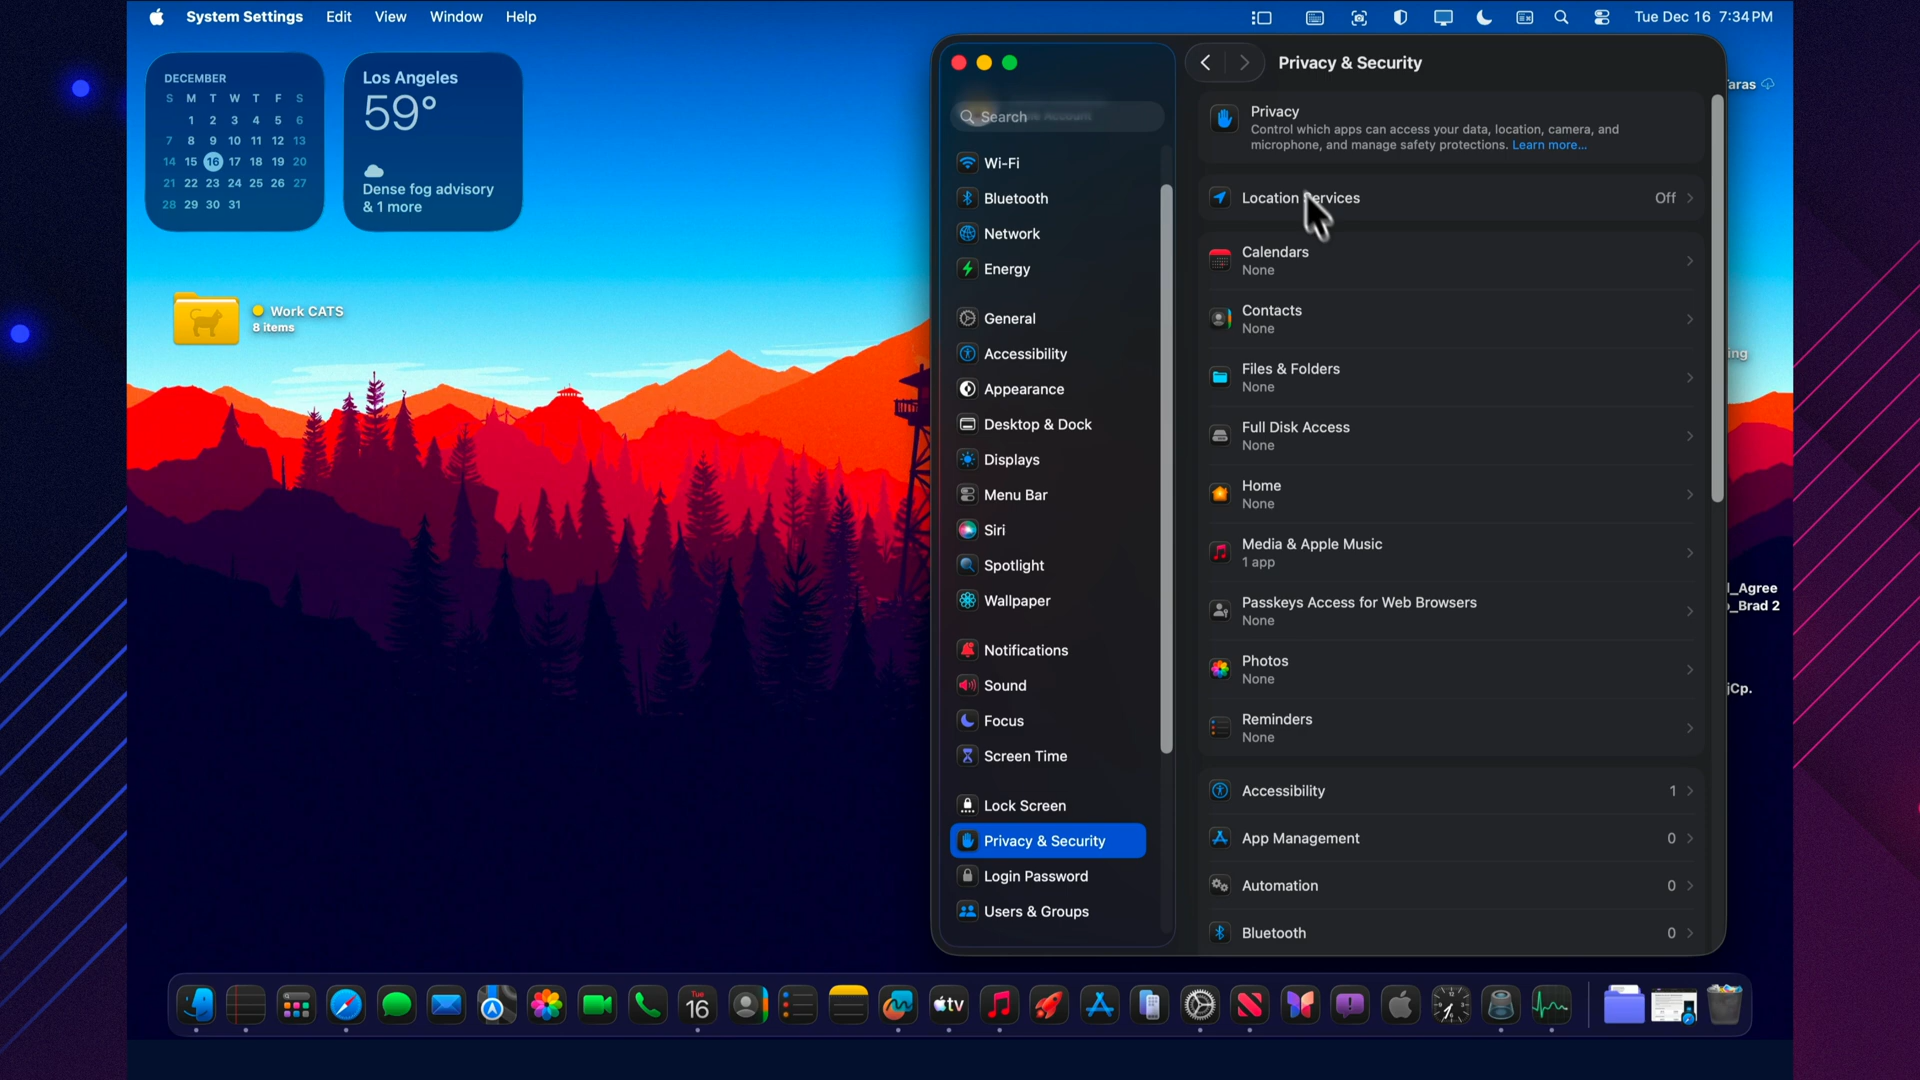 System Settings Edit View Window Help
Tue Dec 16 7:34 PM
DECEMBER
S M T W T F S
1 2 3 4 5 6
7 8 9 10 11 12 13
14 15 16 17 18 19 20
21 22 23 24 25 26 27
28 29 30 31
Los Angeles
59°
Dense fog advisory
& 1 more
Work CATS
8 items
Search
Wi-Fi
Bluetooth
Network
Energy
General
Accessibility
Appearance
Desktop & Dock
Displays
Menu Bar
Siri
Spotlight
Wallpaper
Notifications
Sound
Focus
Screen Time
Lock Screen
Privacy & Security
Login Password
Users & Groups
Privacy & Security
Privacy
Control which apps can access your data, location, camera, and
microphone, and manage safety protections. Learn more...
Location Services Off
Calendars
None
Contacts
None
Files & Folders
None
Full Disk Access
None
Home
None
Media & Apple Music
1 app
Passkeys Access for Web Browsers
None
Photos
None
Reminders
None
Accessibility 1
App Management 0
Automation 0
Bluetooth 0
aras
ing
_Agree
_Brad 2
jCp.
Tue
16
tv